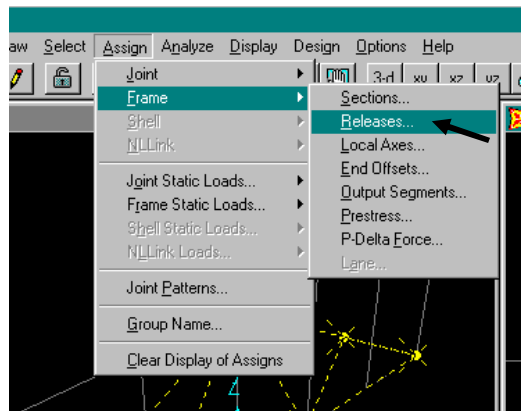 aw Select Assign Analyze Display Design Options Help
3-d xy xz yz
Joint
Frame
Shell
NLLink
Joint Static Loads...
Frame Static Loads...
Shell Static Loads...
NLLink Loads...
Joint Patterns...
Group Name...
Clear Display of Assigns
Sections...
Releases...
Local Axes...
End Offsets...
Output Segments...
Prestress...
P-Delta Force...
Lane...
4